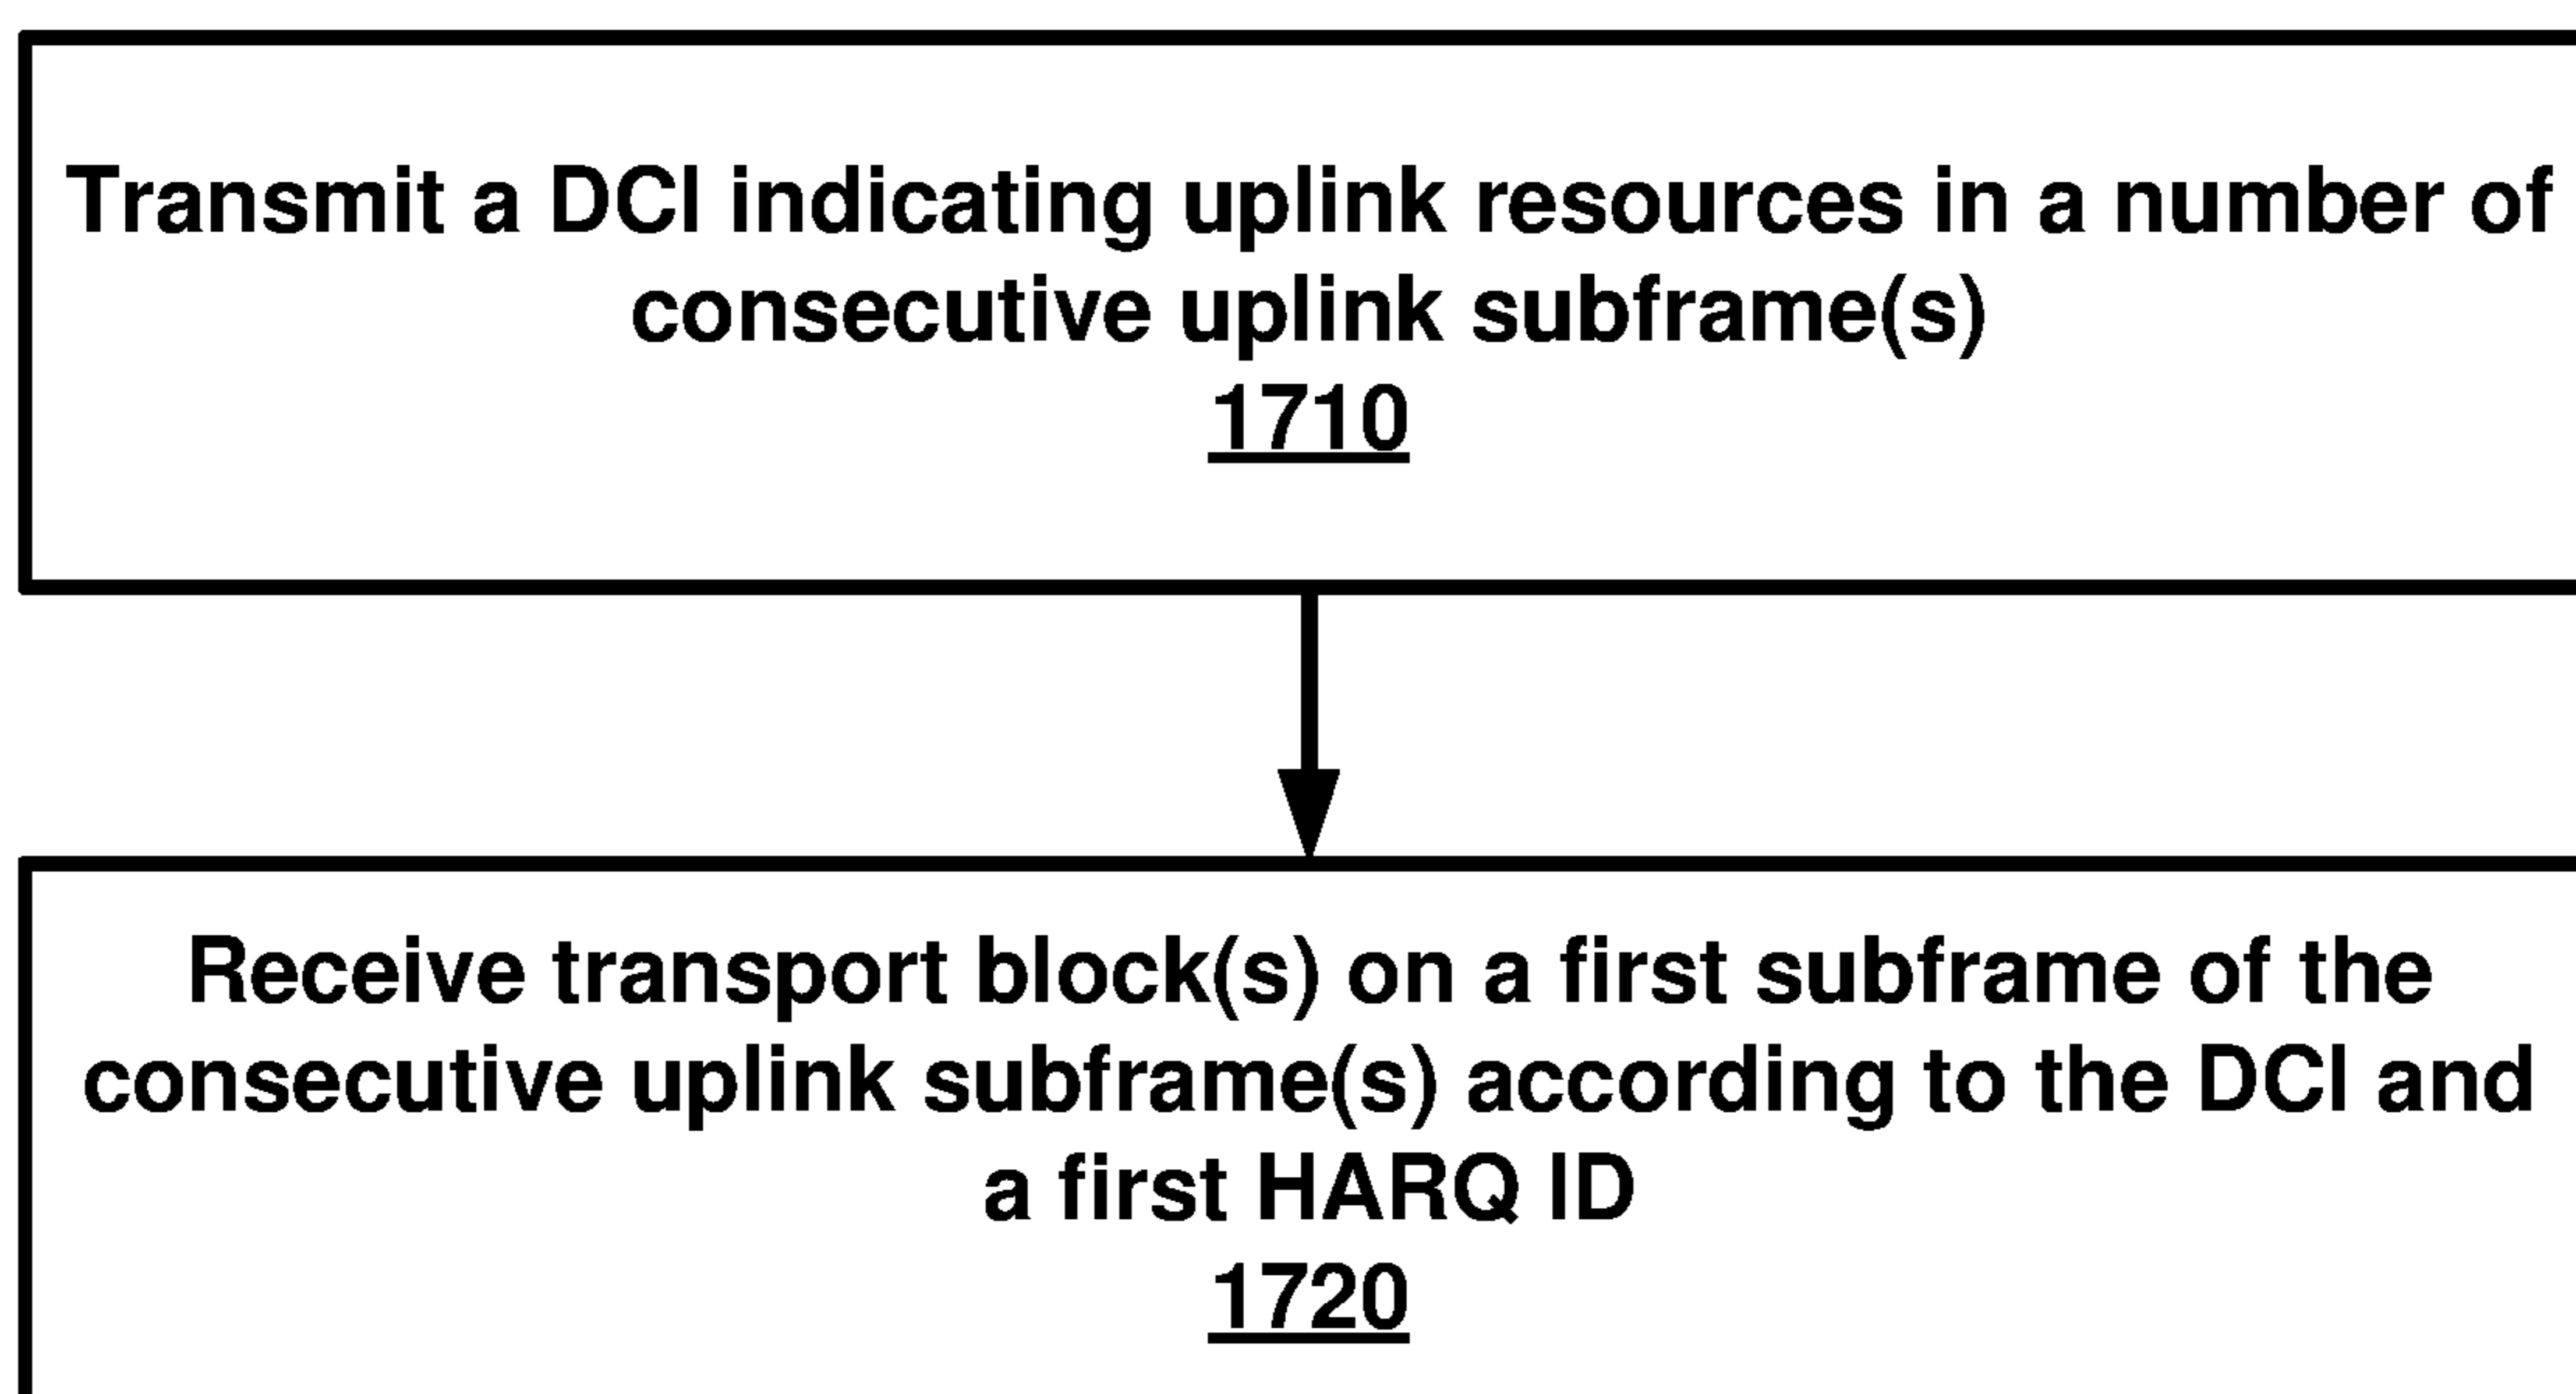 Transmit a DCI indicating uplink resources in a number of
consecutive uplink subframe(s)
1710
Receive transport block(s) on a first subframe of the
consecutive uplink subframe(s) according to the DCI and
a first HARQ ID
1720